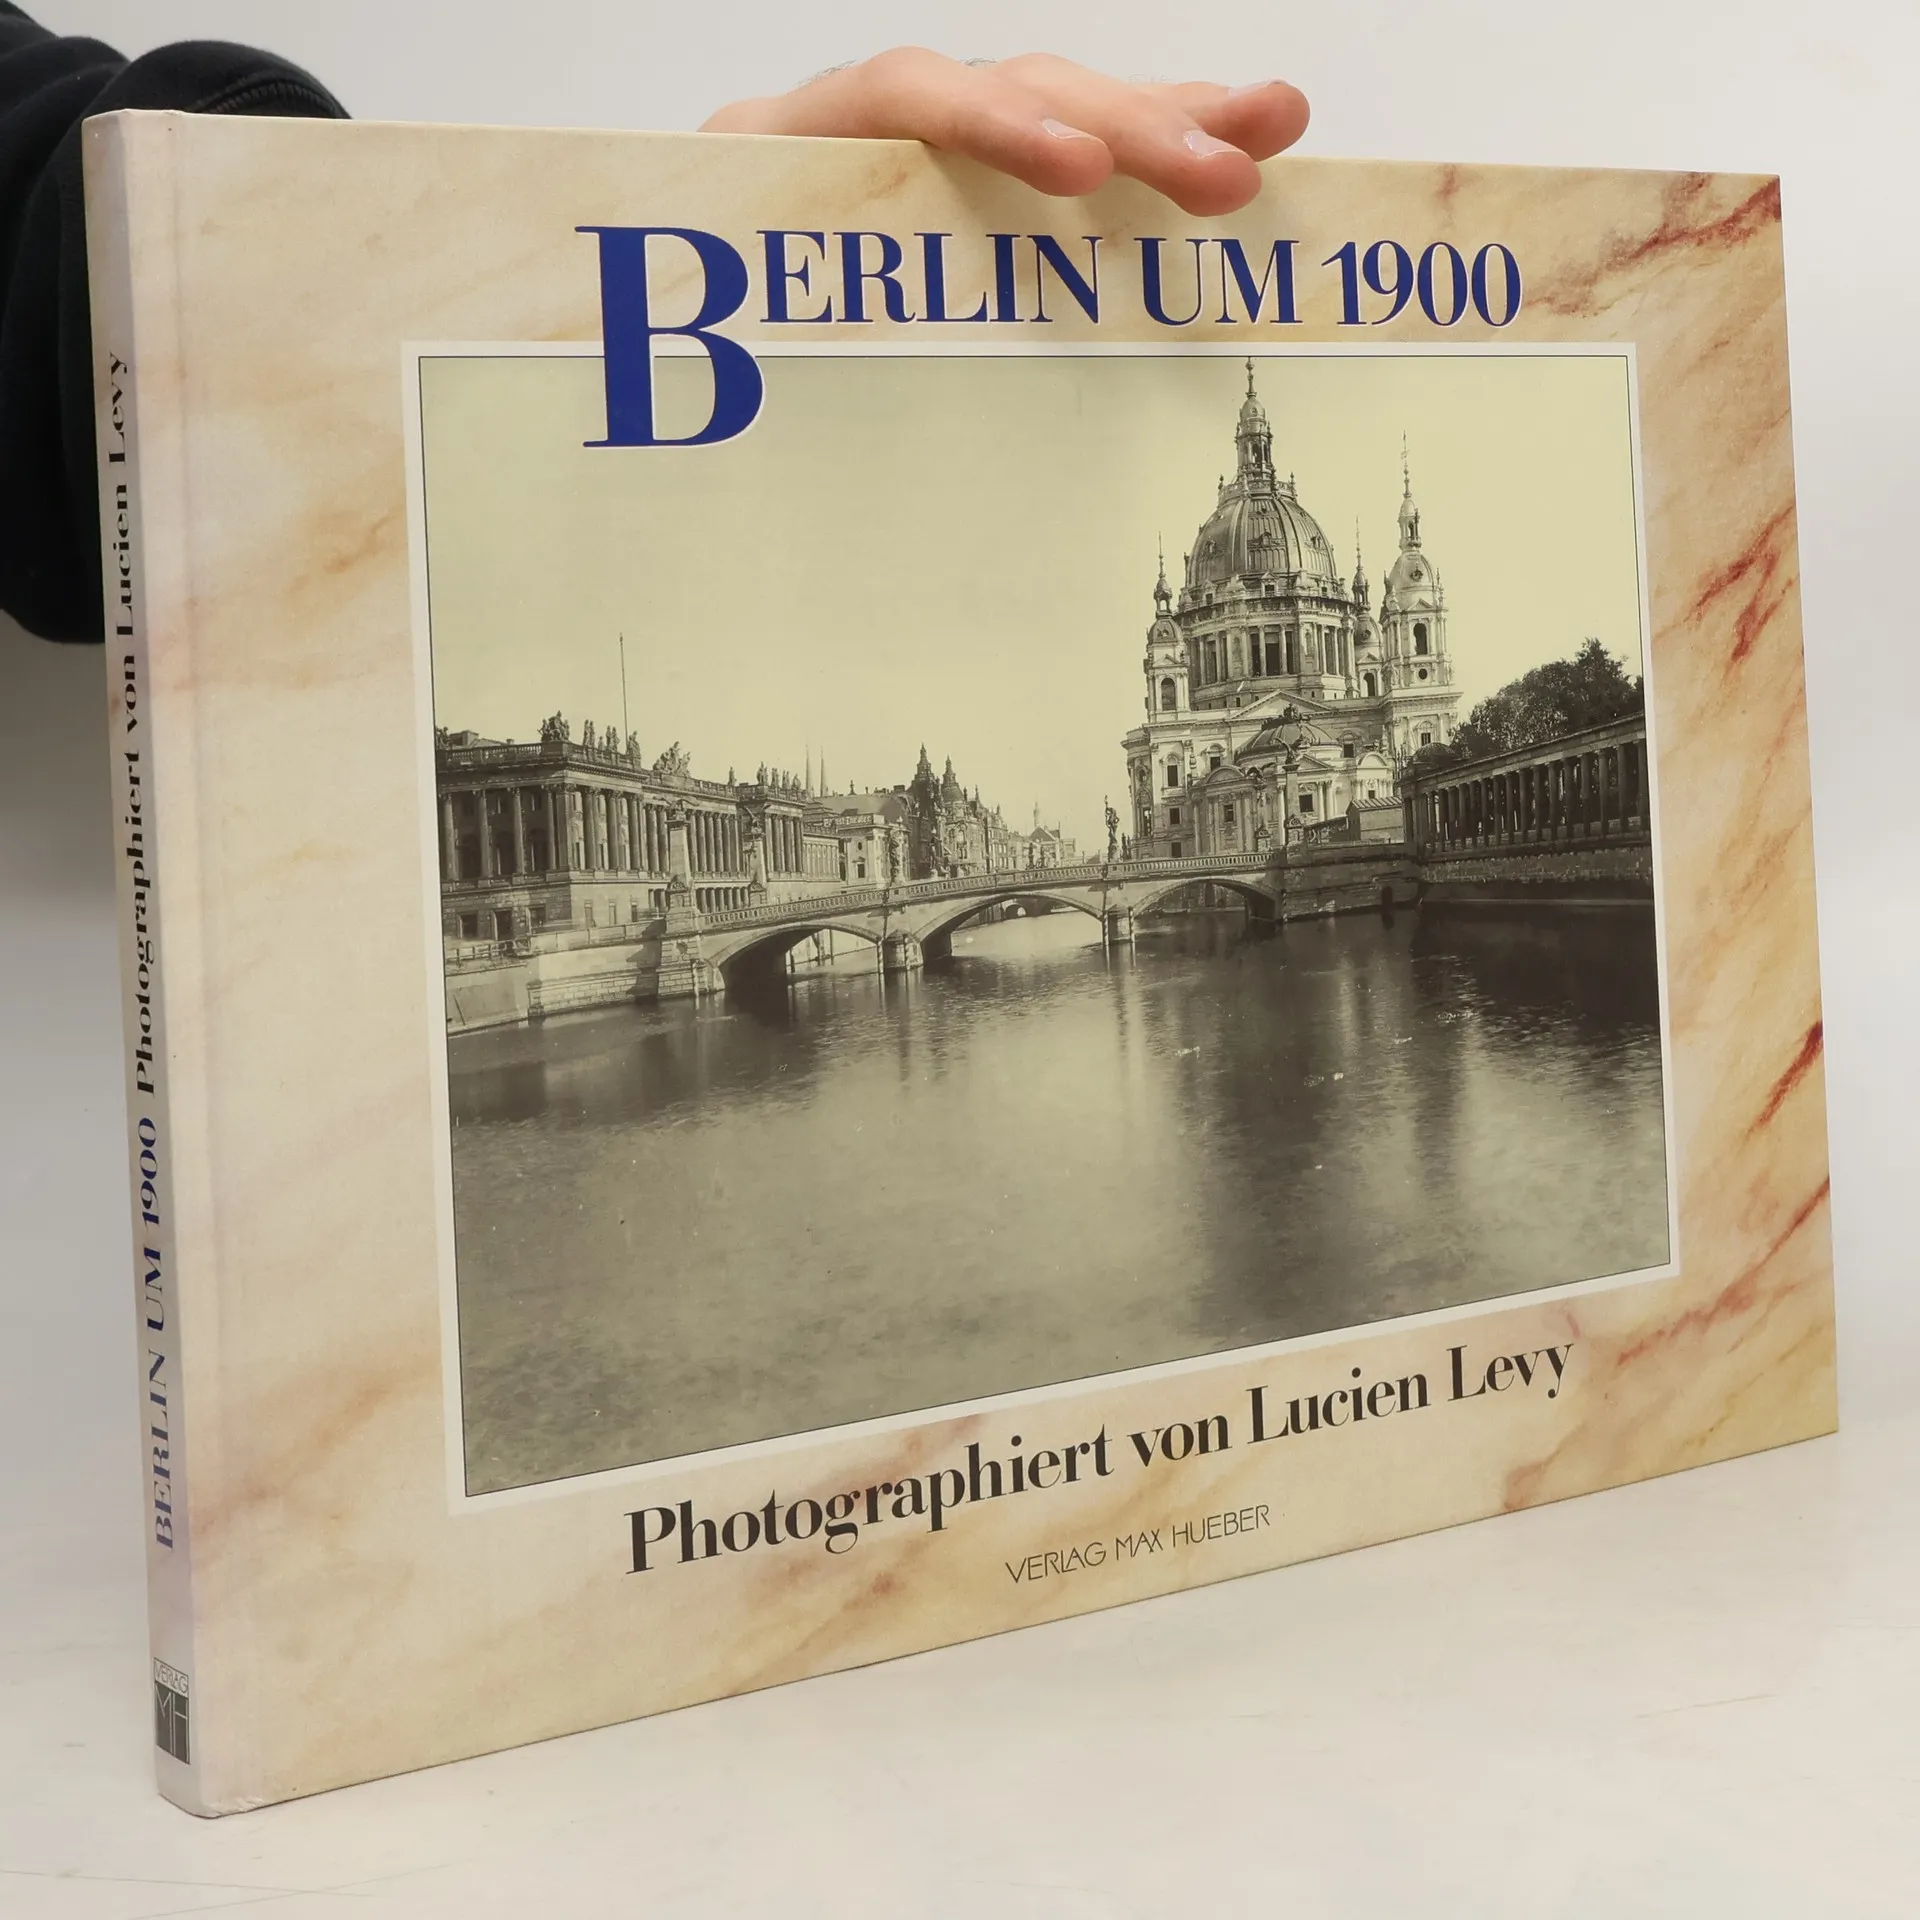 BERLIN UM 1900
Photographiert von Lucien Levy
VERLAG MAX HUEBER
BERLIN UM 1900 Photographiert von Lucien Levy
VERLAG
MH